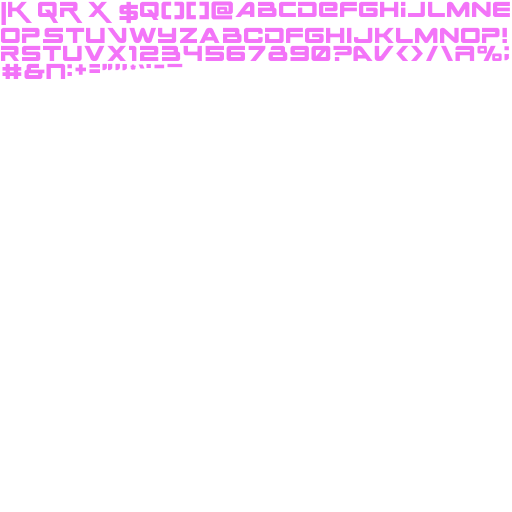 |K QR X $Q[][]@ABCDeFGHiJLMNE
OPSTUVWYZABCDFGHIJKLMNOP?!
RSTUVX1234567890?AV<>/\A%;
#&n:+="":'"--